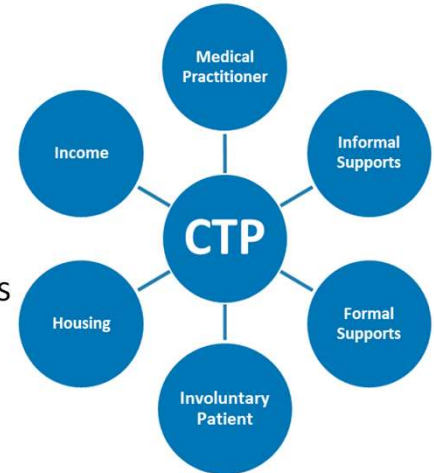 Medical
Practitioner
Income
Informal
Supports
CTP
S
Housing
Formal
Supports
Involuntary
Patient